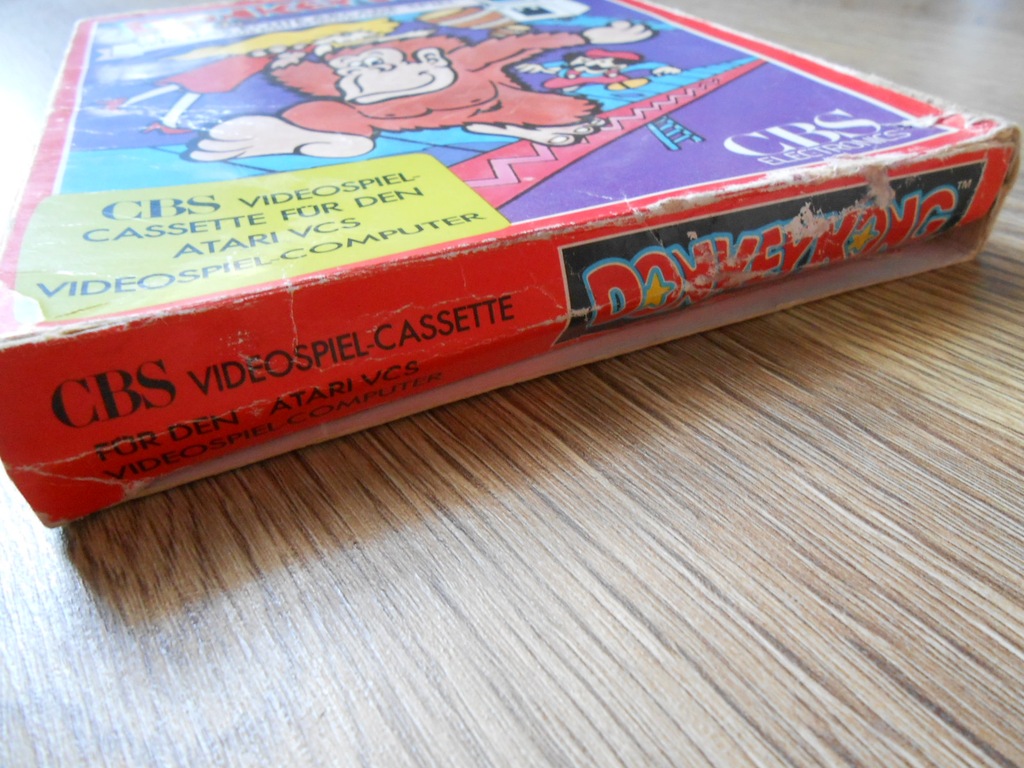 CBS VIDEOSPIEL-
CASSETTE FÜR DEN
ATARI VCS
VIDEOSPIEL-COMPUTER
CBS
ELECTRONICS
CBS VIDEOSPIEL-CASSETTE
FÜR DEN ATARI VCS
VIDEOSPIEL-COMPUTER
DONKEY KONG™